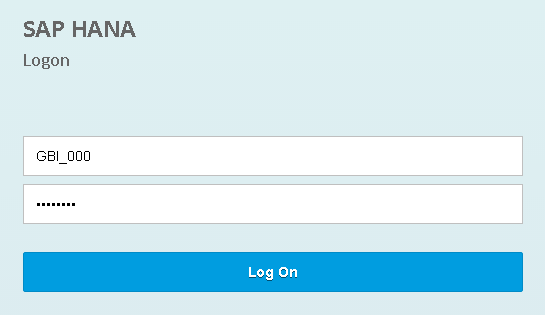 SAP HANA
Logon
GBI_000
••••••••
Log On